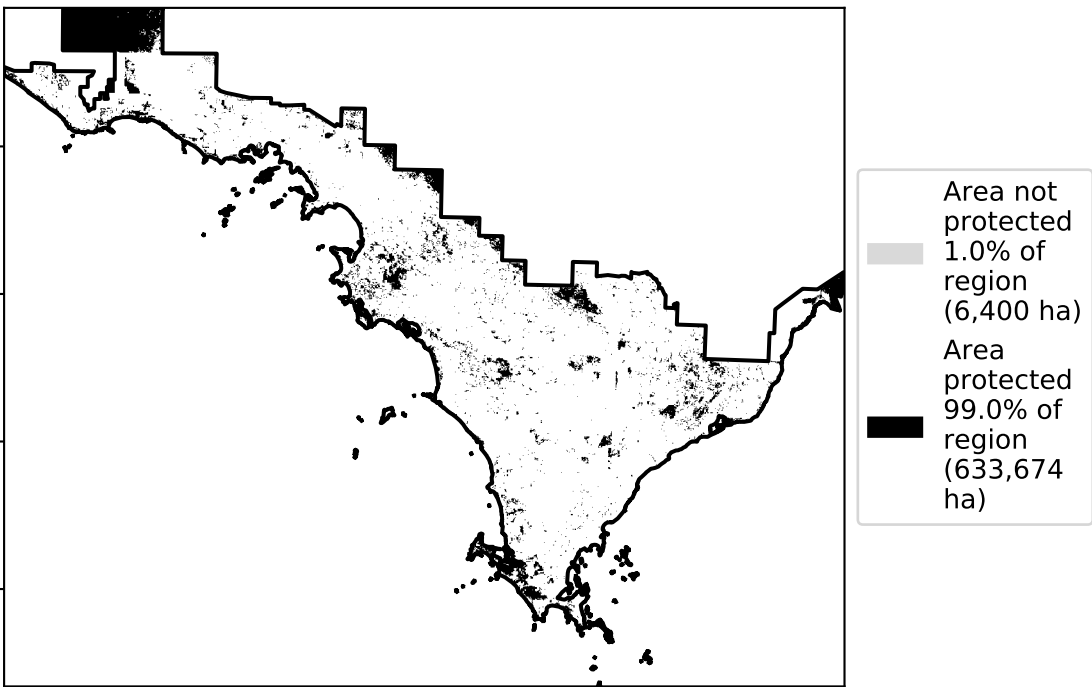 Area not
protected
1.0% of
region
(6,400 ha)
Area
protected
99.0% of
region
(633,674
ha)